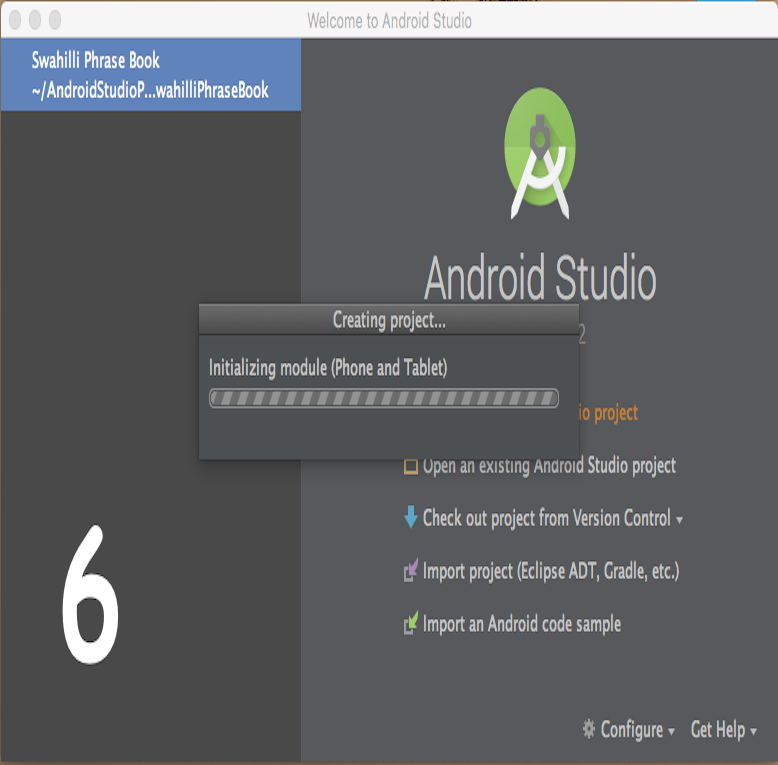 Welcome to Android Studio
Swahilli Phrase Book
~/AndroidStudioP...wahilliPhraseBook
Android Studio
Creating project...
2
Initializing module (Phone and Tablet)
project
Open an existing Android Studio project
Check out project from Version Control
Import project (Eclipse ADT, Gradle, etc.)
Import an Android code sample
6
Configure
Get Help